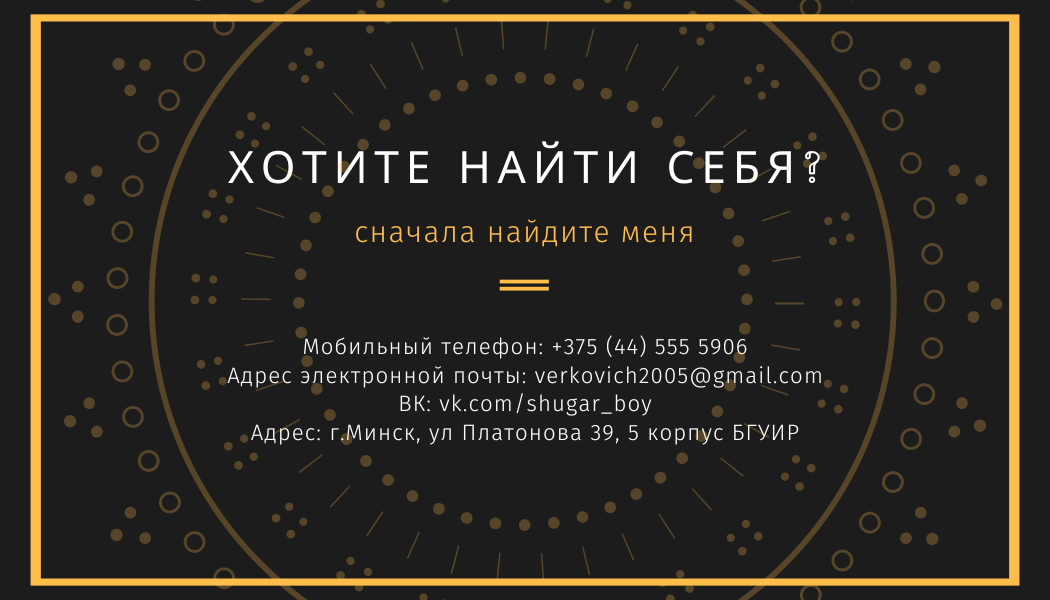 ХОТИТЕ НАЙТИ СЕБЯ?
сначала найдите меня
Мобильный телефон: +375 (44) 555 5906
Адрес электронной почты: verkovich2005@gmail.com
ВК: vk.com/shugar_boy
Адрес: г.Минск, ул Платонова 39, 5 корпус БГУИР